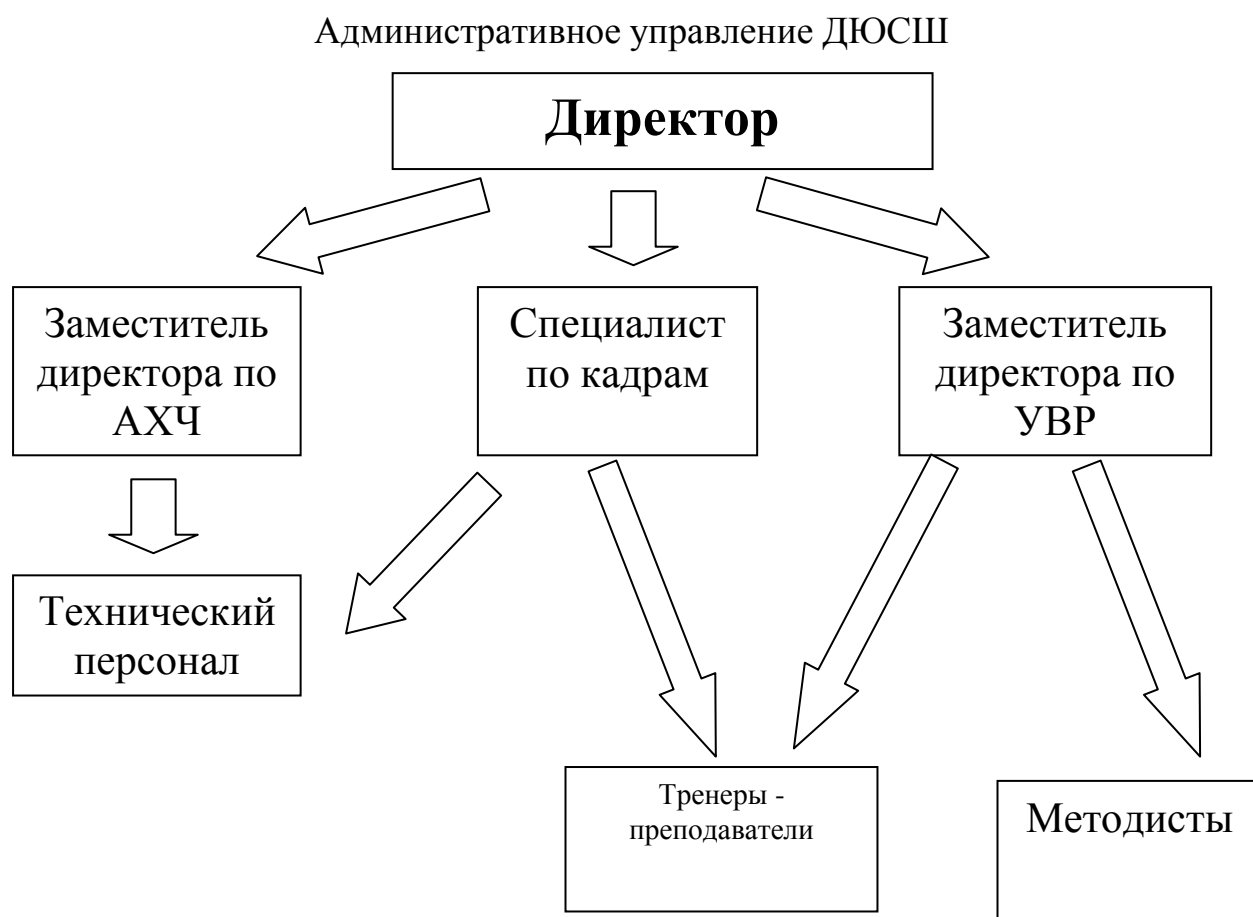 Административное управление ДЮСШ
Директор
Заместитель
директора по
АХЧ
Специалист
по кадрам
Заместитель
директора по
УВР
Технический
персонал
Тренеры -
преподаватели
Методисты